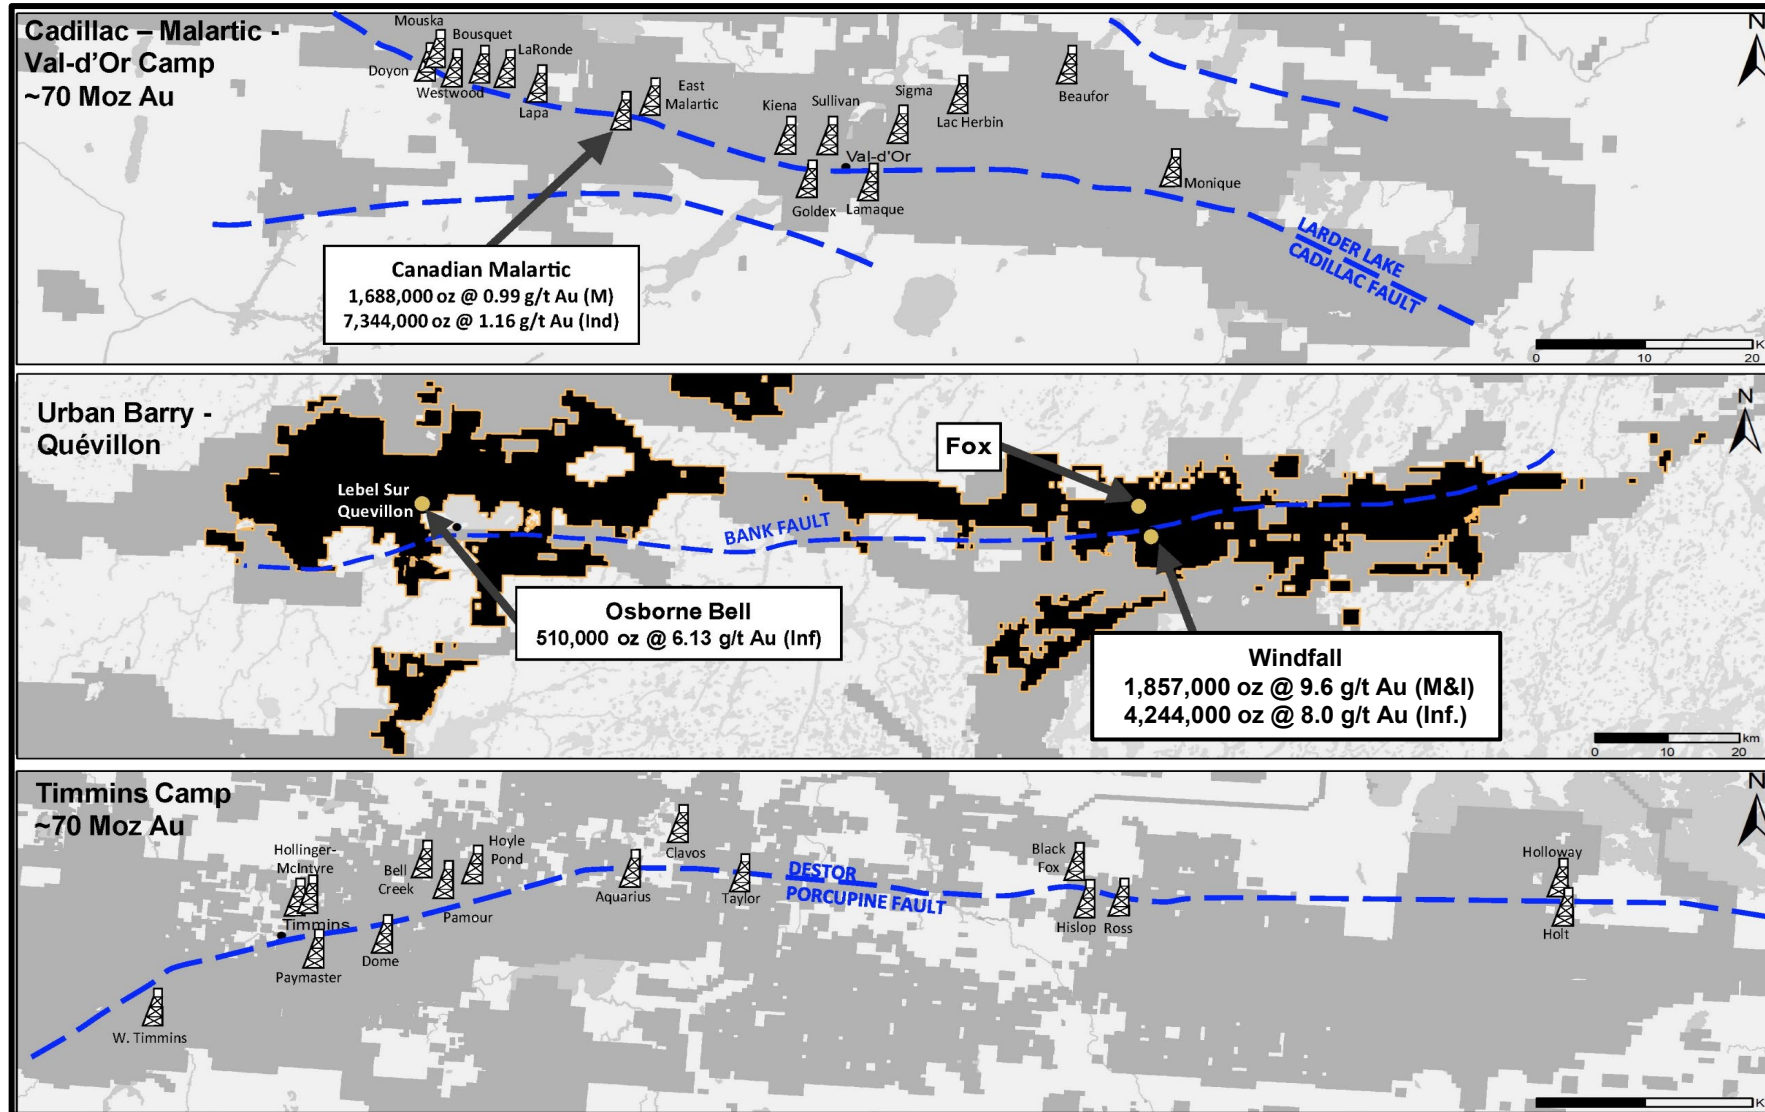 Cadillac – Malartic -
Val-d'Or Camp
~70 Moz Au
Mouska
Bousquet
LaRonde
Doyon
Westwood
Lapa
East
Malartic
Kiena
Sullivan
Sigma
Lac Herbin
Beaufor
Val-d'Or
Goldex
Lamaque
Monique
LARDER LAKE
CADILLAC FAULT
Canadian Malartic
1,688,000 oz @ 0.99 g/t Au (M)
7,344,000 oz @ 1.16 g/t Au (Ind)
N
K
0 10 20
Urban Barry -
Quévillon
Lebel Sur
Quevillon
BANK FAULT
Fox
Osborne Bell
510,000 oz @ 6.13 g/t Au (Inf)
Windfall
1,857,000 oz @ 9.6 g/t Au (M&I)
4,244,000 oz @ 8.0 g/t Au (Inf.)
N
km
0 10 20
Timmins Camp
~70 Moz Au
Hollinger-
McIntyre
Bell
Creek
Hoyle
Pond
Pamour
Timmins
Paymaster
Dome
W. Timmins
Aquarius
Clavos
Taylor
DESTOR
PORCUPINE FAULT
Black
Fox
Hislop
Ross
Holloway
Holt
N
K